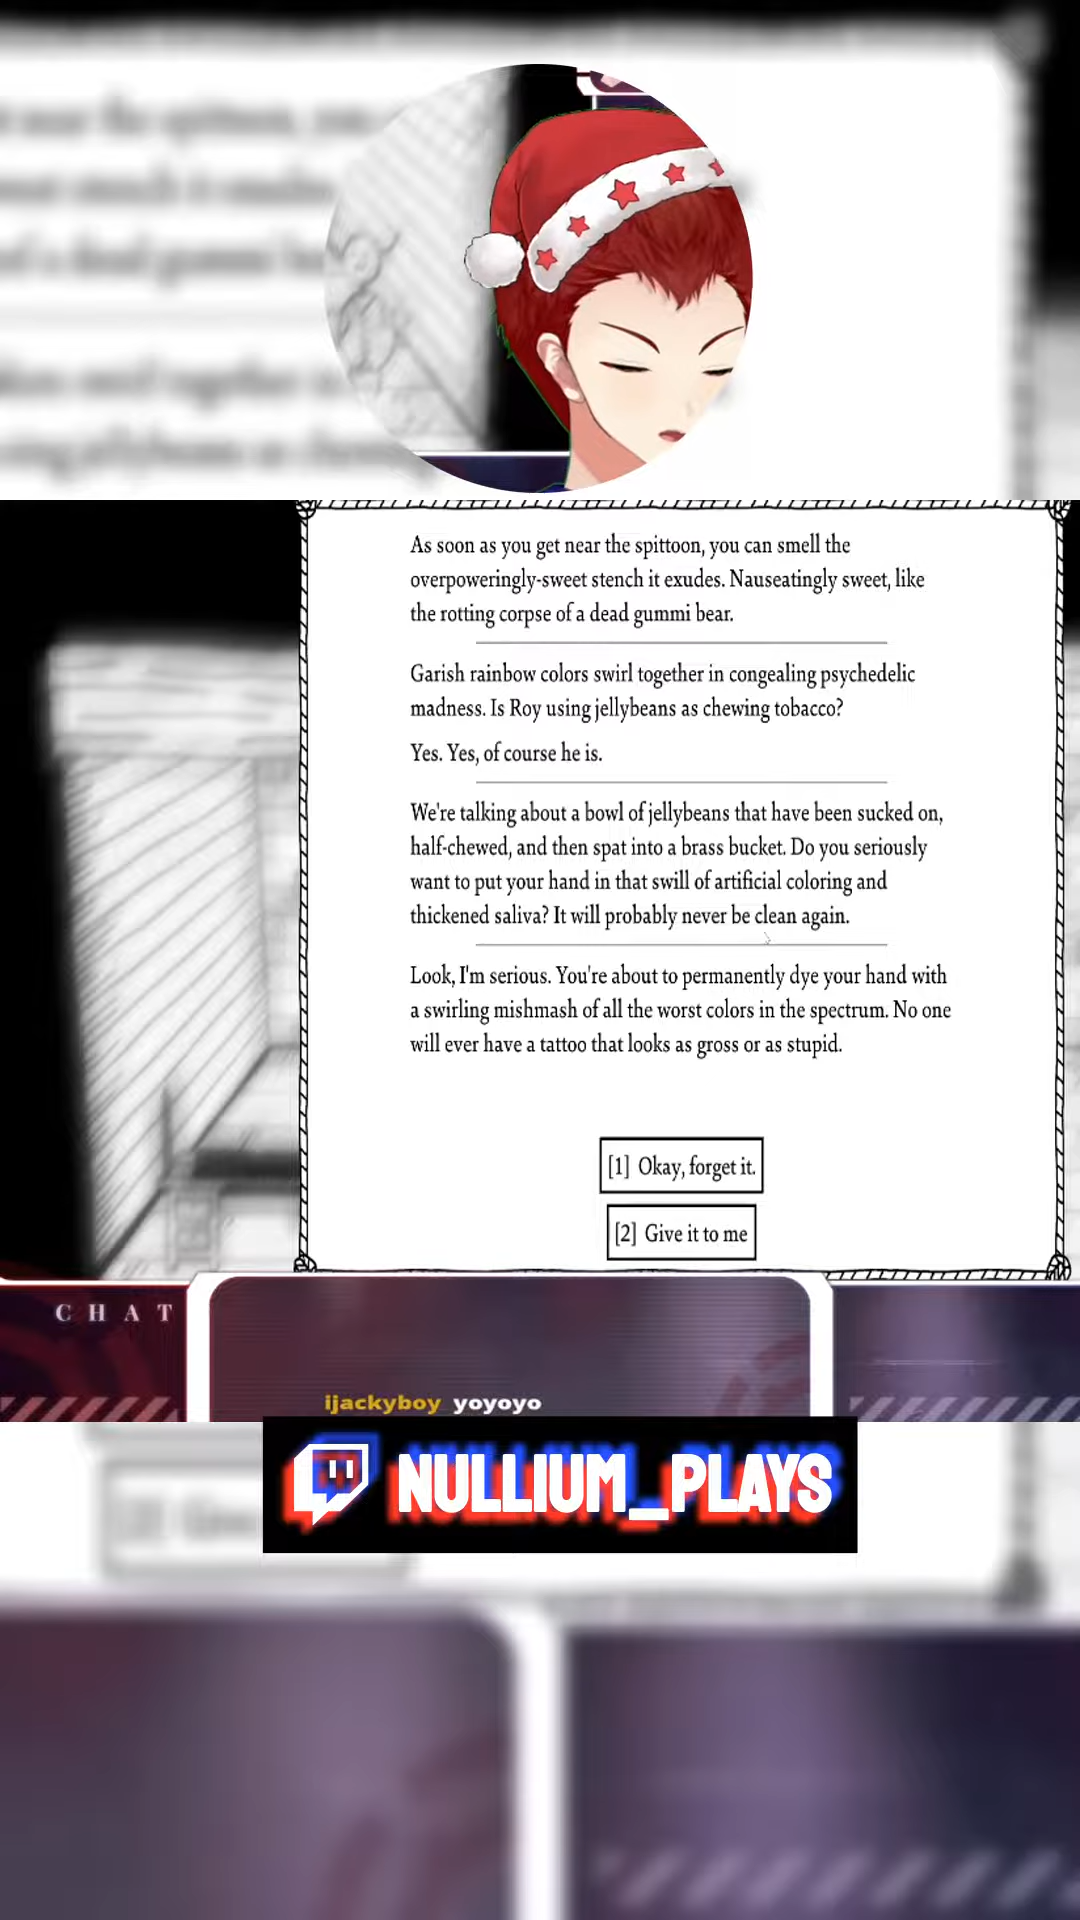 As soon as you get near the spittoon, you can smell the
overpoweringly-sweet stench it exudes. Nauseatingly sweet, like
the rotting corpse of a dead gummi bear.
Garish rainbow colors swirl together in congealing psychedelic
madness. Is Roy using jellybeans as chewing tobacco?
Yes. Yes, of course he is.
We're talking about a bowl of jellybeans that have been sucked on,
half-chewed, and then spat into a brass bucket. Do you seriously
want to put your hand in that swill of artificial coloring and
thickened saliva? It will probably never be clean again.
Look, I'm serious. You're about to permanently dye your hand with
a swirling mishmash of all the worst colors in the spectrum. No one
will ever have a tattoo that looks as gross or as stupid.
[1] Okay, forget it.
[2] Give it to me
CHAT
ijackyboy yoyoyo
NULLIUM_PLAYS